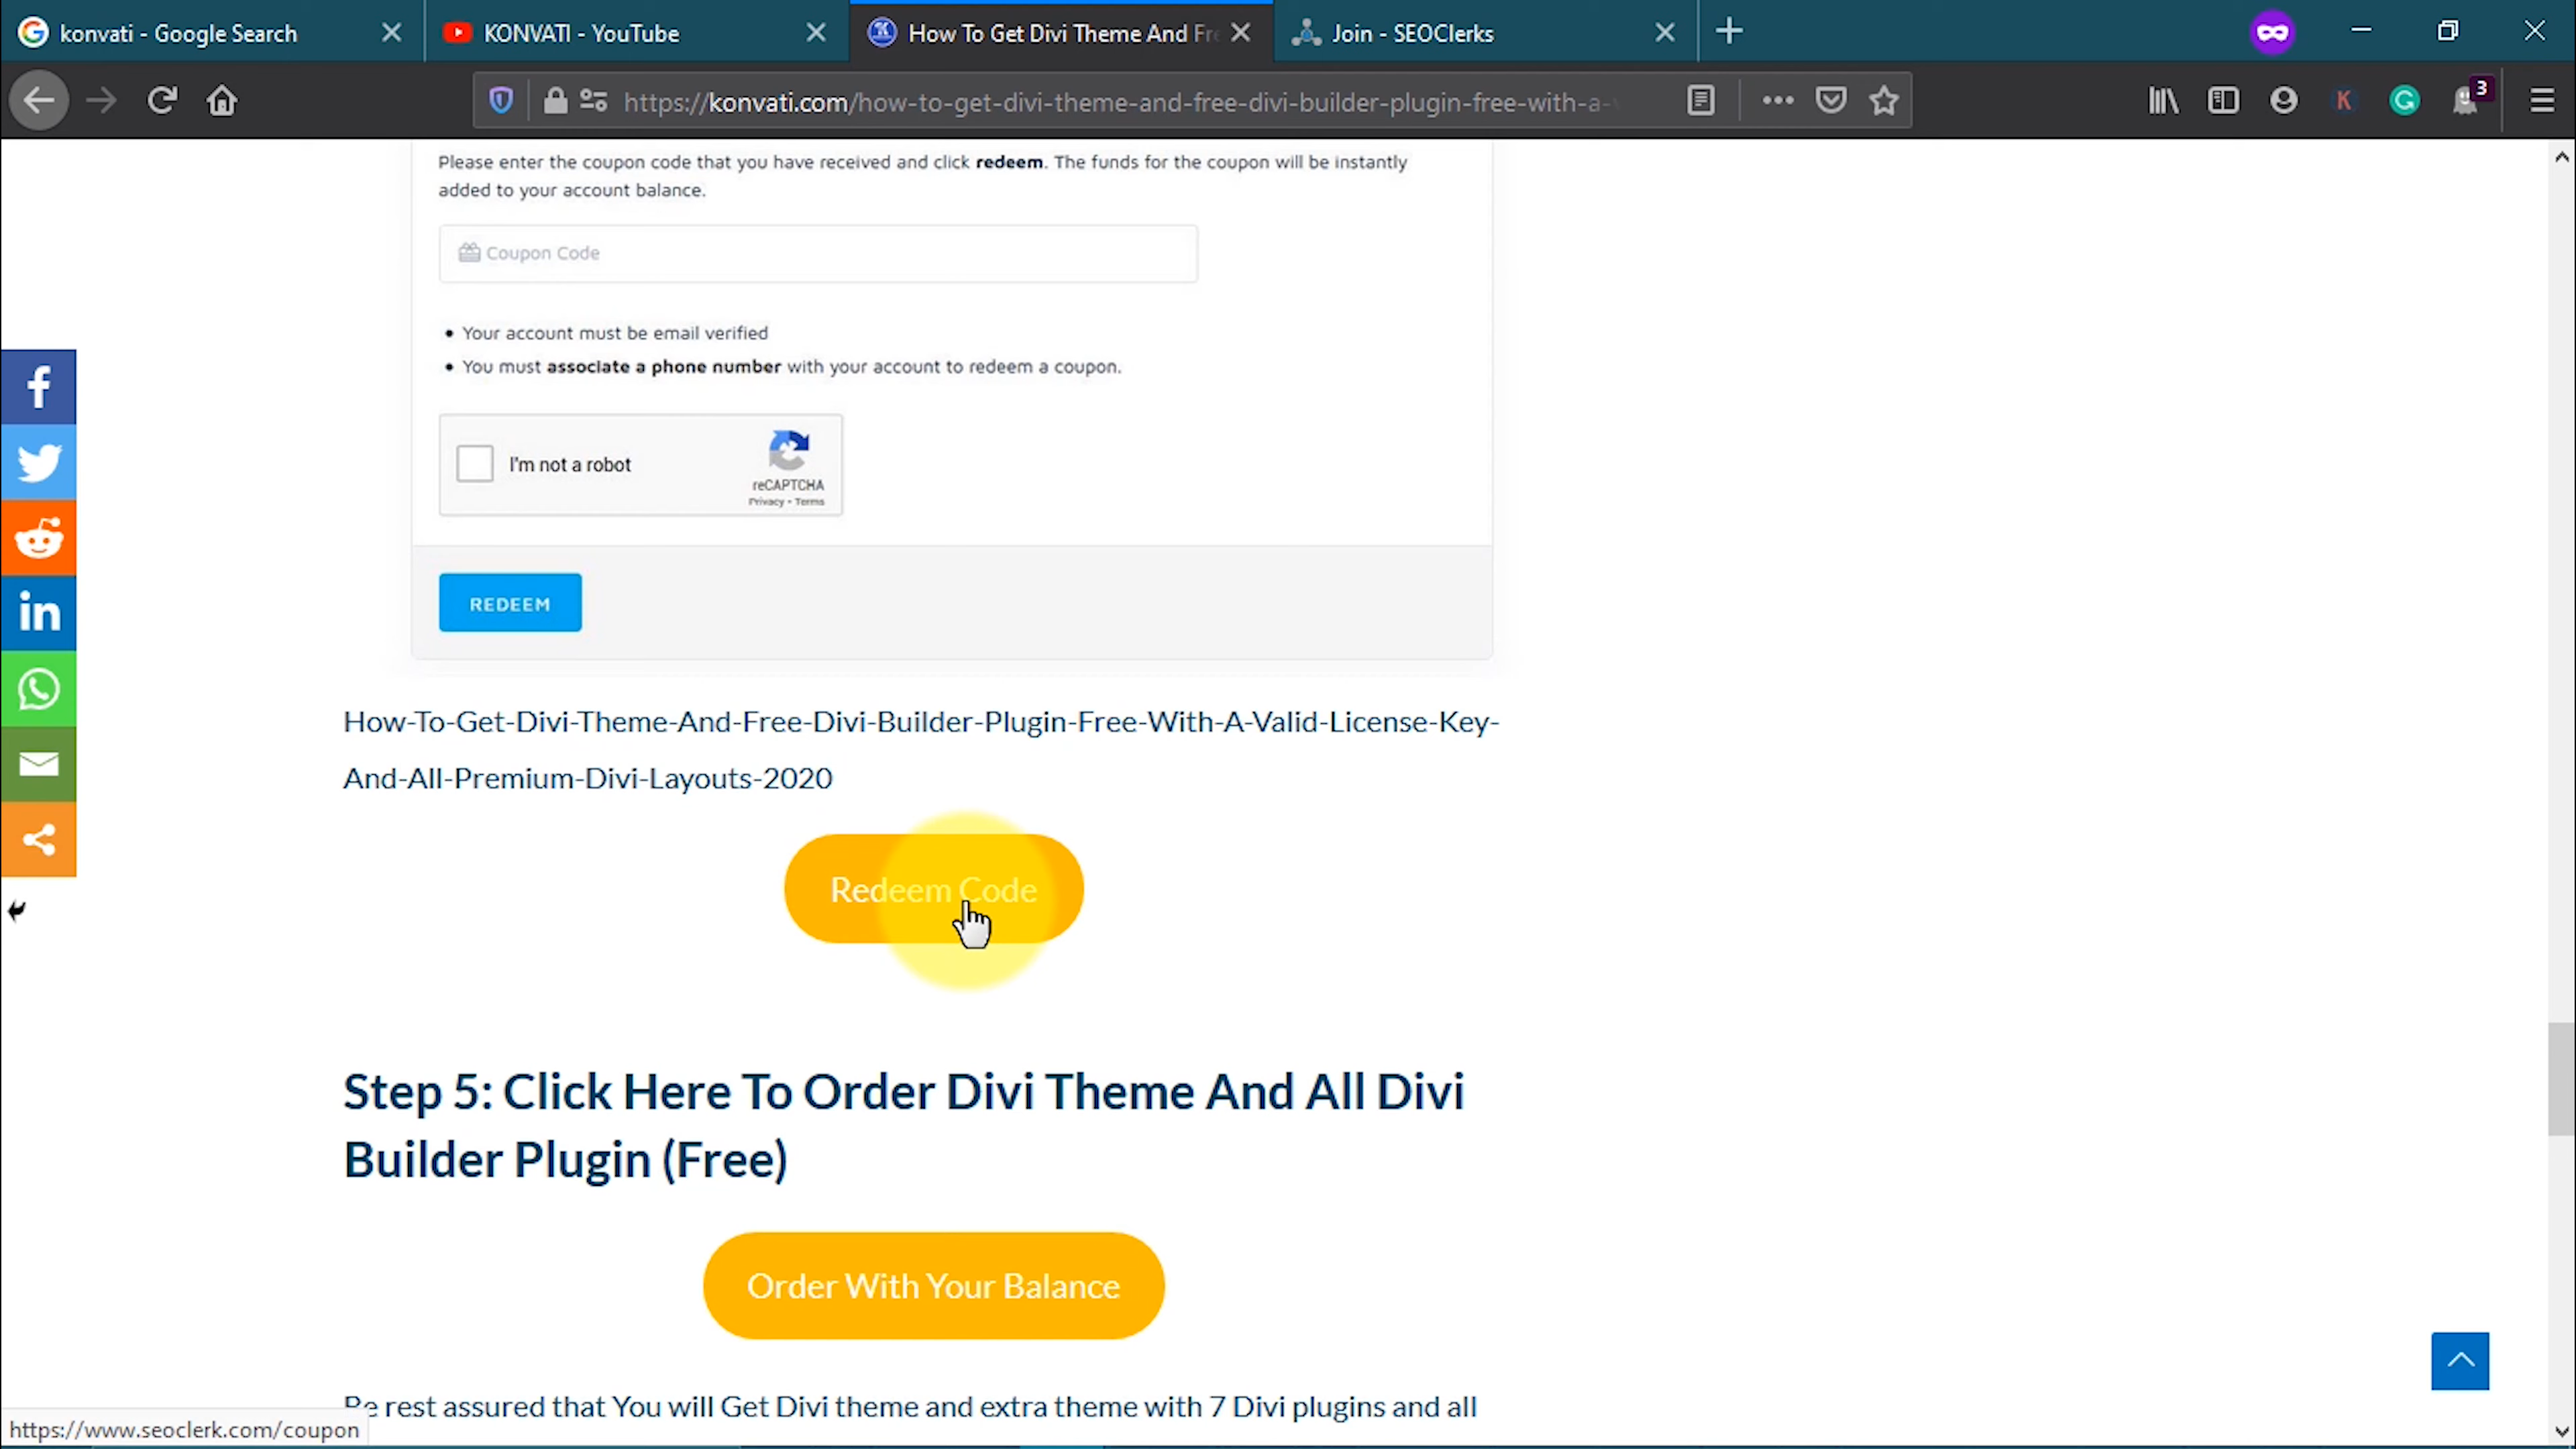 konvati - Google Search
KONVATI - YouTube
How To Get Divi Theme And Fre
Join - SEOClerks
https://konvati.com/how-to-get-divi-theme-and-free-divi-builder-plugin-free-with-a-v
K
3
Please enter the coupon code that you have received and click redeem. The funds for the coupon will be instantly
added to your account balance.
Coupon Code
• Your account must be email verified
• You must associate a phone number with your account to redeem a coupon.
I'm not a robot
reCAPTCHA
Privacy - Terms
REDEEM
How-To-Get-Divi-Theme-And-Free-Divi-Builder-Plugin-Free-With-A-Valid-License-Key-
And-All-Premium-Divi-Layouts-2020
Redeem Code
Step 5: Click Here To Order Divi Theme And All Divi
Builder Plugin (Free)
Order With Your Balance
Be rest assured that You will Get Divi theme and extra theme with 7 Divi plugins and all
https://www.seoclerk.com/coupon